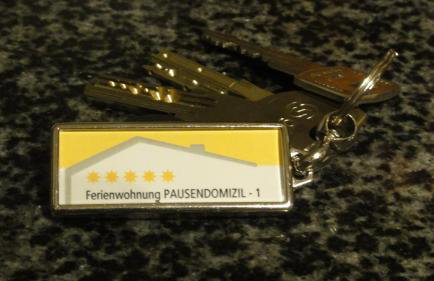 Ferienwohnung PAUSENDOMIZIL - 1